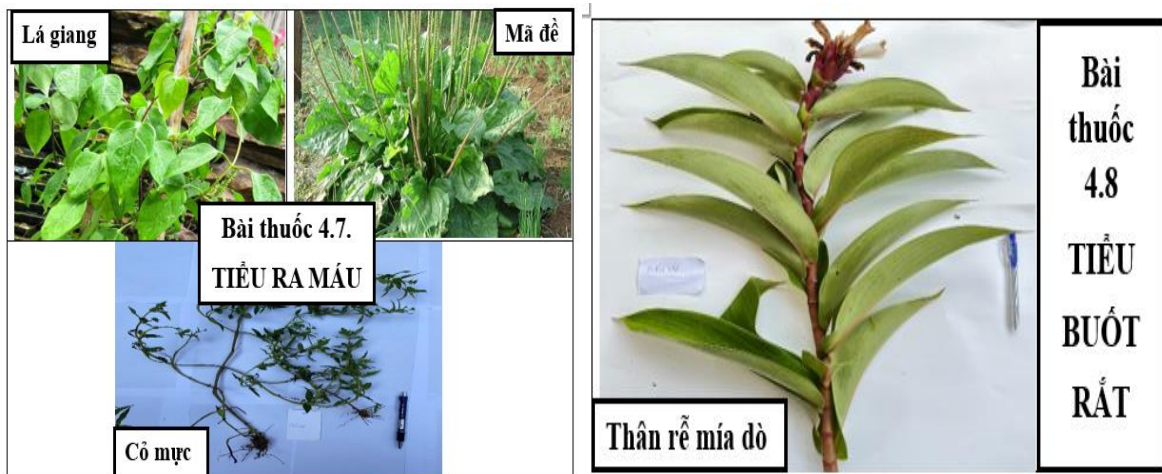 Lá giang
Mã đề
Bài thuốc 4.7.
TIỂU RA MÁU
Cỏ mực
Thân rễ mía dò
Bài
thuốc
4.8
TIỂU
BUỐT
RẮT